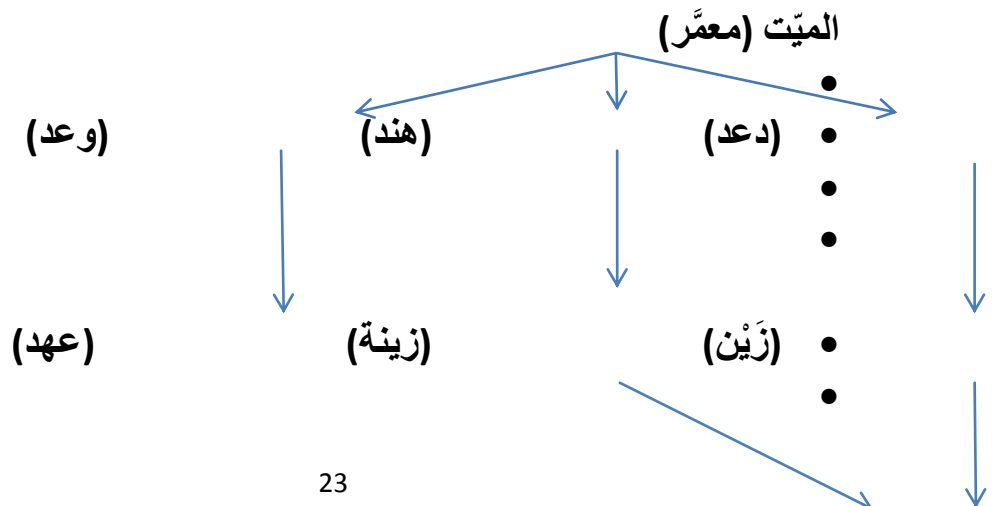 الميّت (معمَّر)
•
• (دعد) (هند) (وعد)
•
•
• (زَيْن) (زينة) (عهد)
•
23